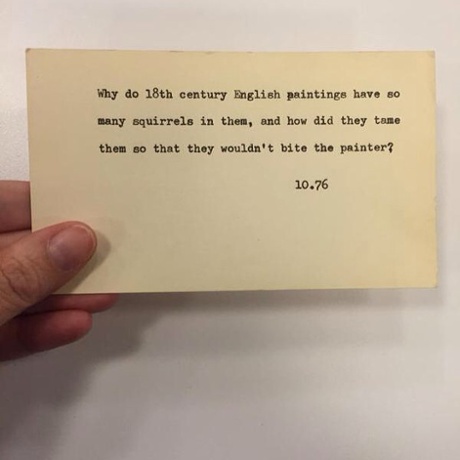 Why do 18th century English paintings have so
many squirrels in them, and how did they tame
them so that they wouldn't bite the painter?
10.76